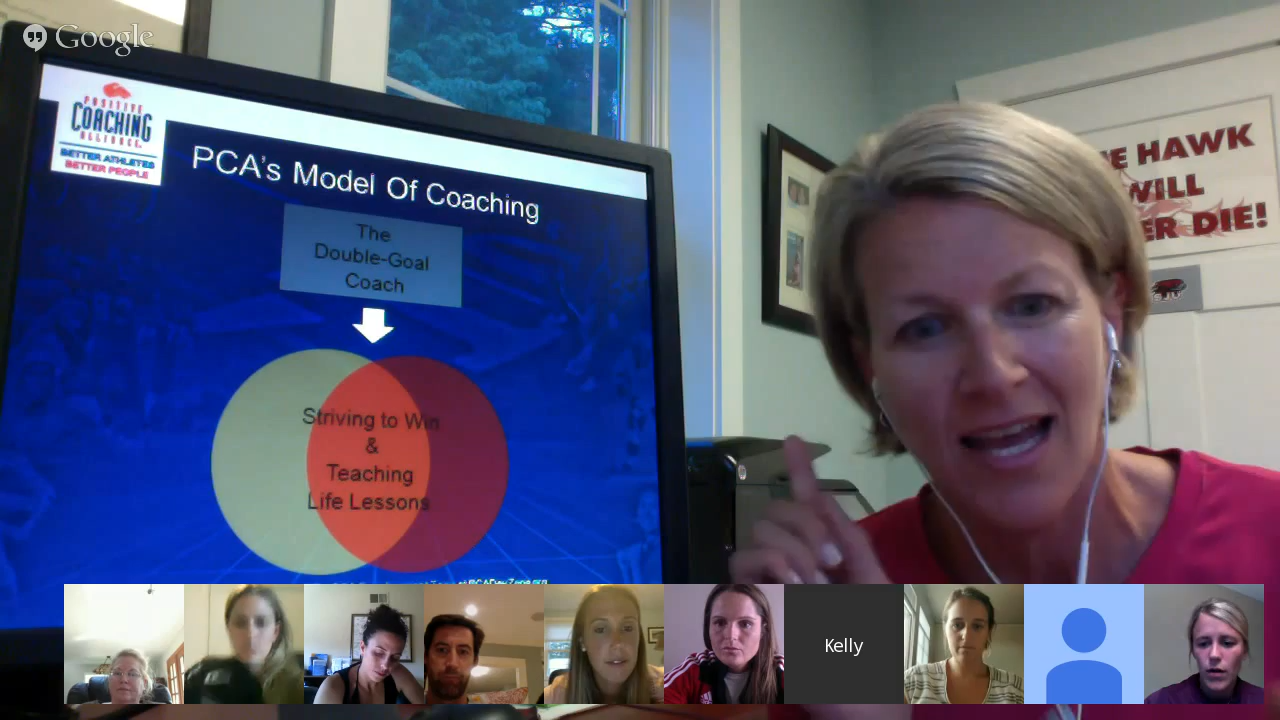 Google
POSITIVE
COACHING
ALLIANCE
BETTER ATHLETES
BETTER PEOPLE
PCA's Model Of Coaching
The
Double-Goal
Coach
Striving to Win
&
Teaching
Life Lessons
HAWK
WILL
DIE!
SJU
Kelly